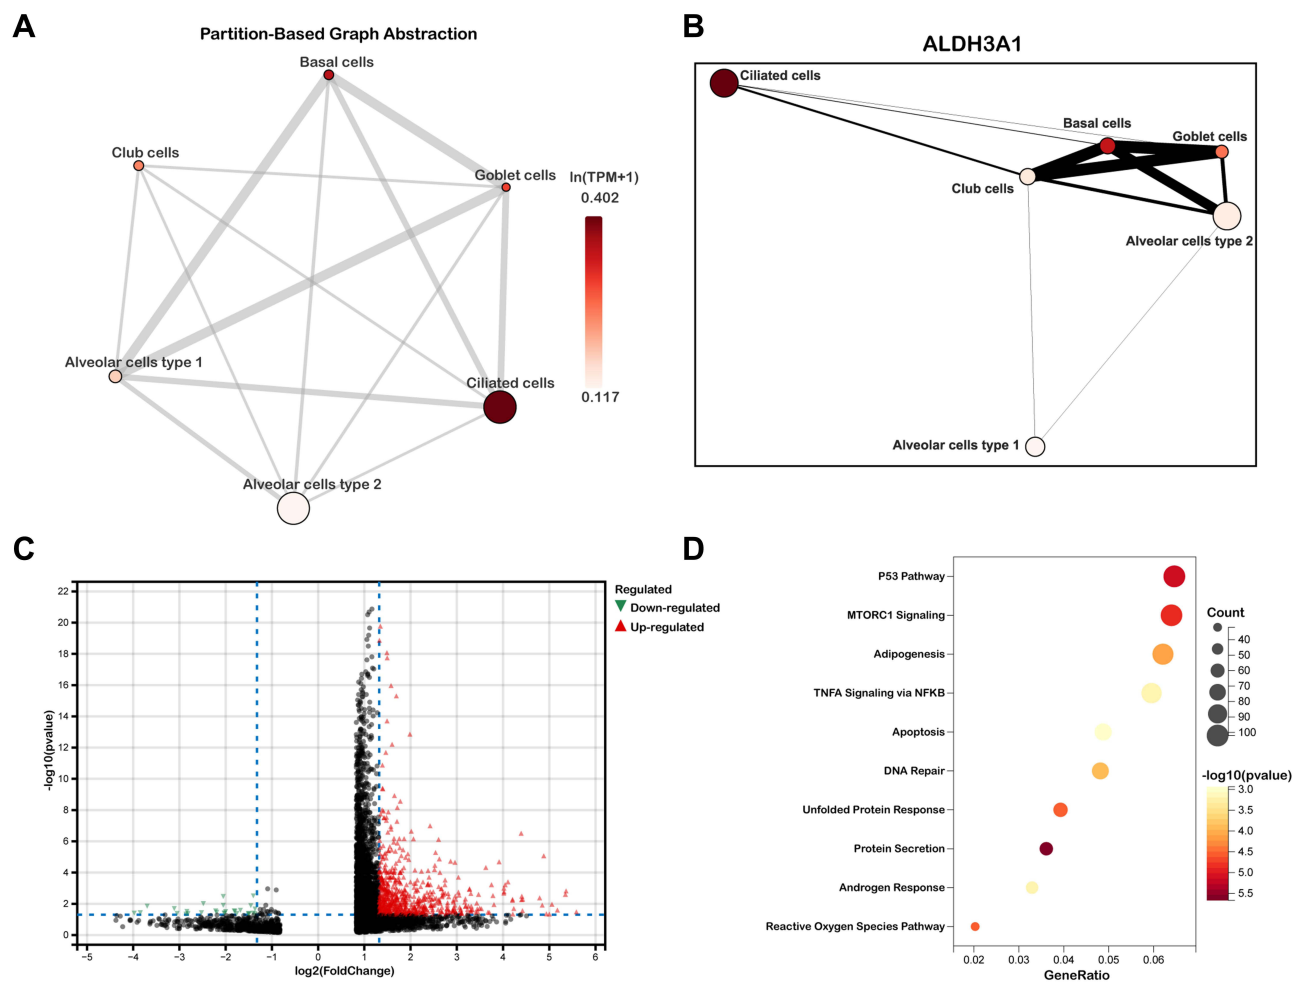 A
Partition-Based Graph Abstraction
Basal cells
Club cells
Goblet cells
Alveolar cells type 1
Ciliated cells
Alveolar cells type 2
ln(TPM+1)
0.402
0.117
B
ALDH3A1
Ciliated cells
Basal cells
Goblet cells
Club cells
Alveolar cells type 2
Alveolar cells type 1
C
-log10(pvalue)
22
20
18
16
14
12
10
8
6
4
2
0
−5 −4 −3 −2 −1 0 1 2 3 4 5 6
log2(FoldChange)
Regulated
Down-regulated
Up-regulated
D
P53 Pathway
MTORC1 Signaling
Adipogenesis
TNFA Signaling via NFKB
Apoptosis
DNA Repair
Unfolded Protein Response
Protein Secretion
Androgen Response
Reactive Oxygen Species Pathway
0.02 0.03 0.04 0.05 0.06
GeneRatio
Count
40
50
60
70
80
90
100
-log10(pvalue)
3.0
3.5
4.0
4.5
5.0
5.5